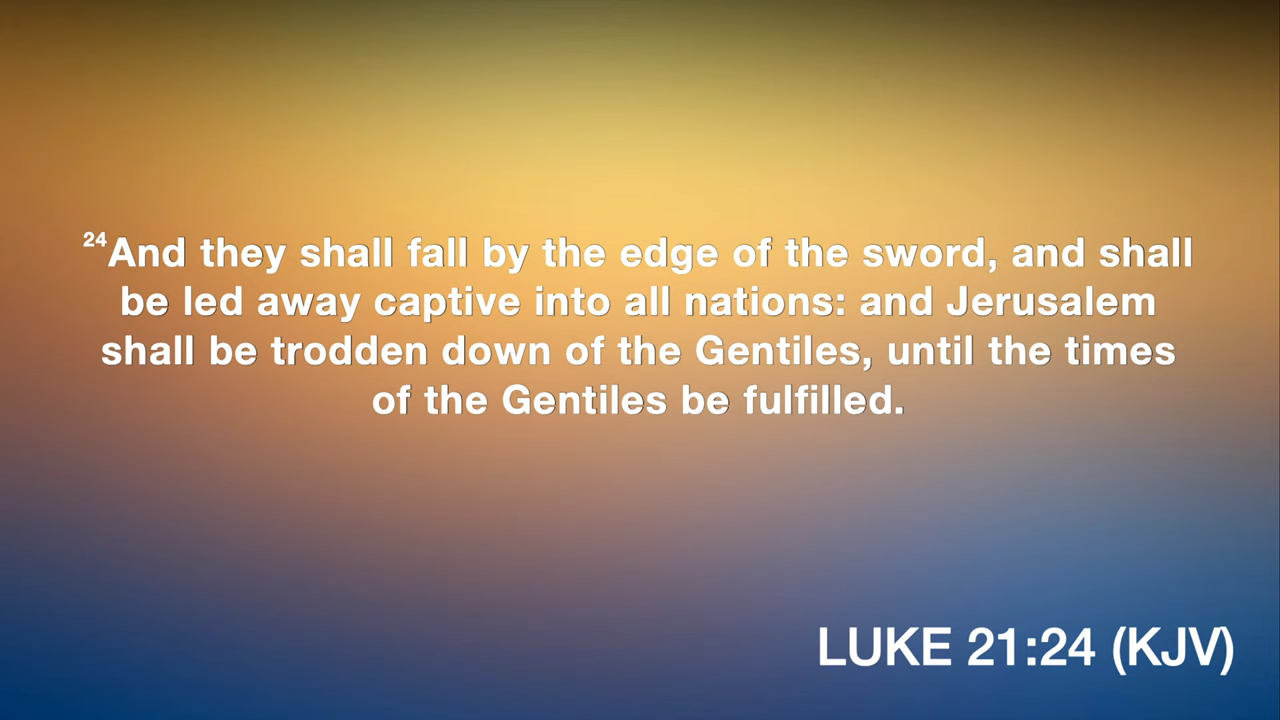 24And they shall fall by the edge of the sword, and shall
be led away captive into all nations: and Jerusalem
shall be trodden down of the Gentiles, until the times
of the Gentiles be fulfilled.
LUKE 21:24 (KJV)